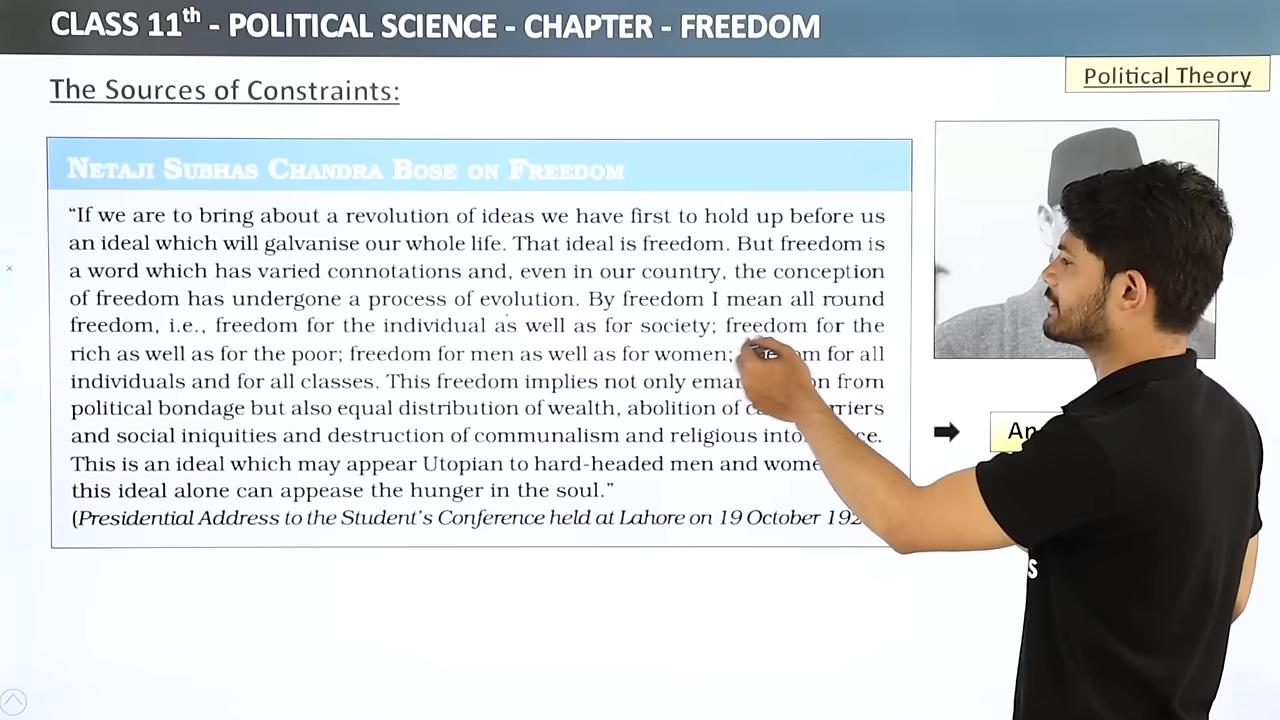 CLASS 11th - POLITICAL SCIENCE - CHAPTER - FREEDOM
Political Theory
The Sources of Constraints:
NETAJI SUBHAS CHANDRA BOSE ON FREEDOM
“If we are to bring about a revolution of ideas we have first to hold up before us
an ideal which will galvanise our whole life. That ideal is freedom. But freedom is
a word which has varied connotations and, even in our country, the conception
of freedom has undergone a process of evolution. By freedom I mean all round
freedom, i.e., freedom for the individual as well as for society; freedom for the
rich as well as for the poor; freedom for men as well as for women; for all
individuals and for all classes. This freedom implies not only from
political bondage but also equal distribution of wealth, abolition of
and social iniquities and destruction of communalism and religious
This is an ideal which may appear Utopian to hard-headed men and
this ideal alone can appease the hunger in the soul.”
(Presidential Address to the Student's Conference held at Lahore on 19 October